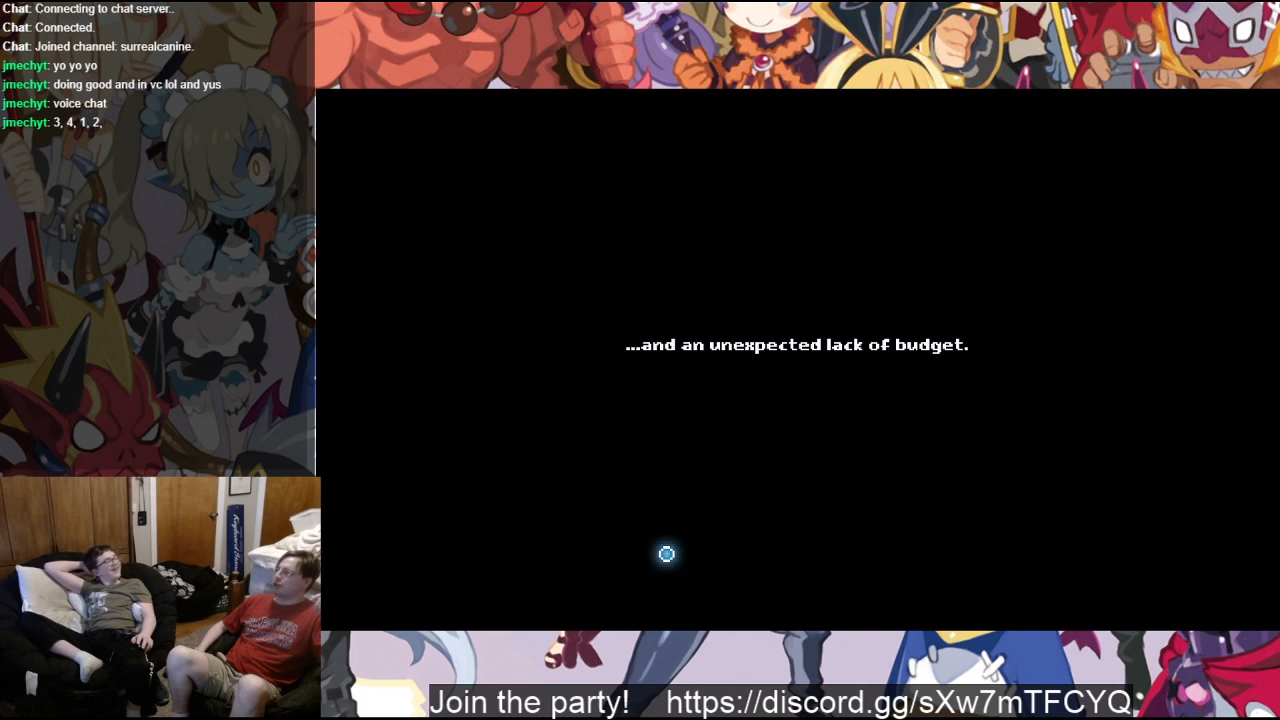 Chat: Connecting to chat server..
Chat: Connected.
Chat: Joined channel: surrealcanine.
jmechyt: yo yo yo
jmechyt: doing good and in vc lol and yus
jmechyt: voice chat
jmechyt: 3, 4, 1, 2,
...and an unexpected lack of budget.
Join the party! https://discord.gg/sXw7mTFCYQ